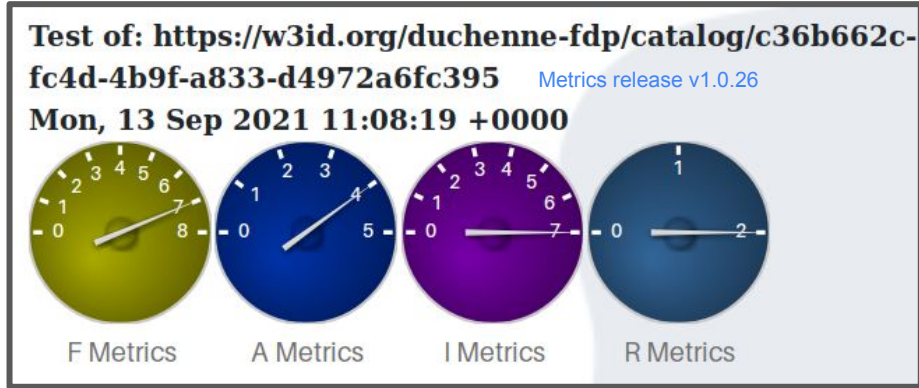 Test of: https://w3id.org/duchenne-fdp/catalog/c36b662c-
fc4d-4b9f-a833-d4972a6fc395 Metrics release v1.0.26
Mon, 13 Sep 2021 11:08:19 +0000
0 1 2 3 4 5 6 7 8
0 1 2 3 4 5
0 1 2 3 4 5 6 7
0 1 2
F Metrics A Metrics I Metrics R Metrics